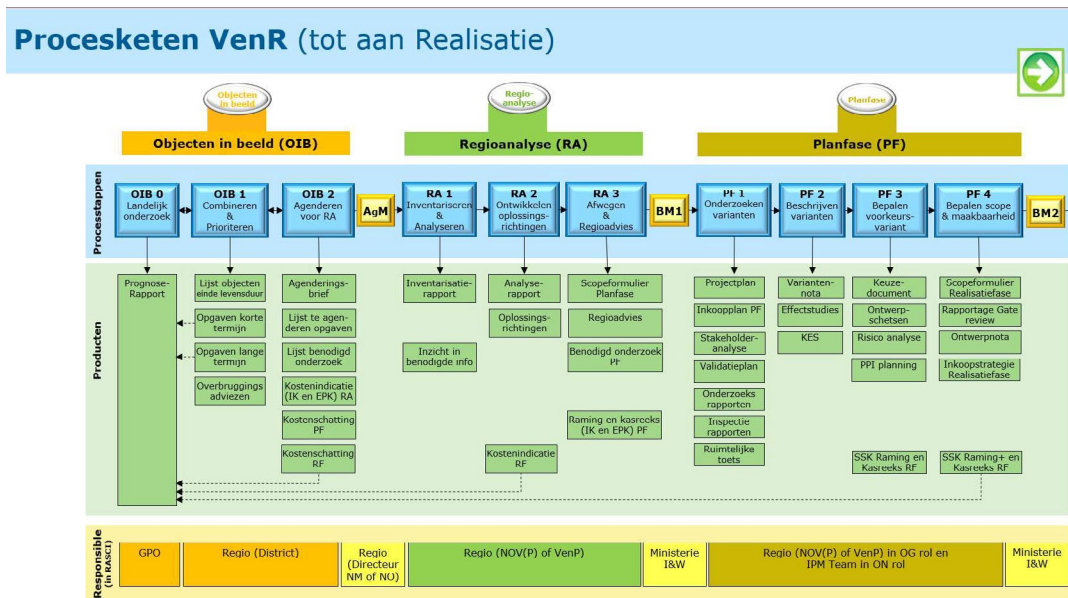 Procesketen VenR (tot aan Realisatie)
Objecten
in beeld
Regio-
analyse
Planfase
Objecten in beeld (OIB)
Regioanalyse (RA)
Planfase (PF)
Processtappen
OIB 0
Landelijk
onderzoek
OIB 1
Combineren
&
Prioriteren
OIB 2
Agenderen
voor RA
AgM
RA 1
Inventariseren
&
Analyseren
RA 2
Ontwikkelen
oplossings-
richtingen
RA 3
Afwegen
&
Regioadvies
BM1
PF 1
Onderzoeken
varianten
PF 2
Beschrijven
varianten
PF 3
Bepalen
voorkeurs-
variant
PF 4
Bepalen scope
& maakbaarheid
BM2
Producten
Prognose-
Rapport
Lijst objecten
einde levensduur
Opgaven korte
termijn
Opgaven lange
termijn
Overbruggings
adviezen
Agenderings-
brief
Lijst te agen-
deren opgaven
Lijst benodigd
onderzoek
Kostenindicatie
(IK en EPK) RA
Kostenschatting
PF
Kostenschatting
RF
Inventarisatie-
rapport
Inzicht in
benodigde info
Analyse-
rapport
Oplossings-
richtingen
Kostenindicatie
RF
Scopeformulier
Planfase
Regioadvies
Benodigd onderzoek
PF
Raming en kasreeks
(IK en EPK) PF
Projectplan
Inkoopplan PF
Stakeholder-
analyse
Validatieplan
Onderzoeks
rapporten
Inspectie
rapporten
Ruimtelijke
toets
Varianten-
nota
Effectstudies
KES
Keuze-
document
Ontwerp-
schetsen
Risico analyse
PPI planning
SSK Raming en
Kasreeks RF
Scopeformulier
Realisatiefase
Rapportage Gate
review
Ontwerpnota
Inkoopstrategie
Realisatiefase
SSK Raming+ en
Kasreeks RF
Responsible
(in RASCI)
GPO
Regio (District)
Regio
(Directeur
NM of NO)
Regio (NOV(P) of VenP)
Ministerie
I&W
Regio (NOV(P) of VenP) in OG rol en
IPM Team in ON rol
Ministerie
I&W